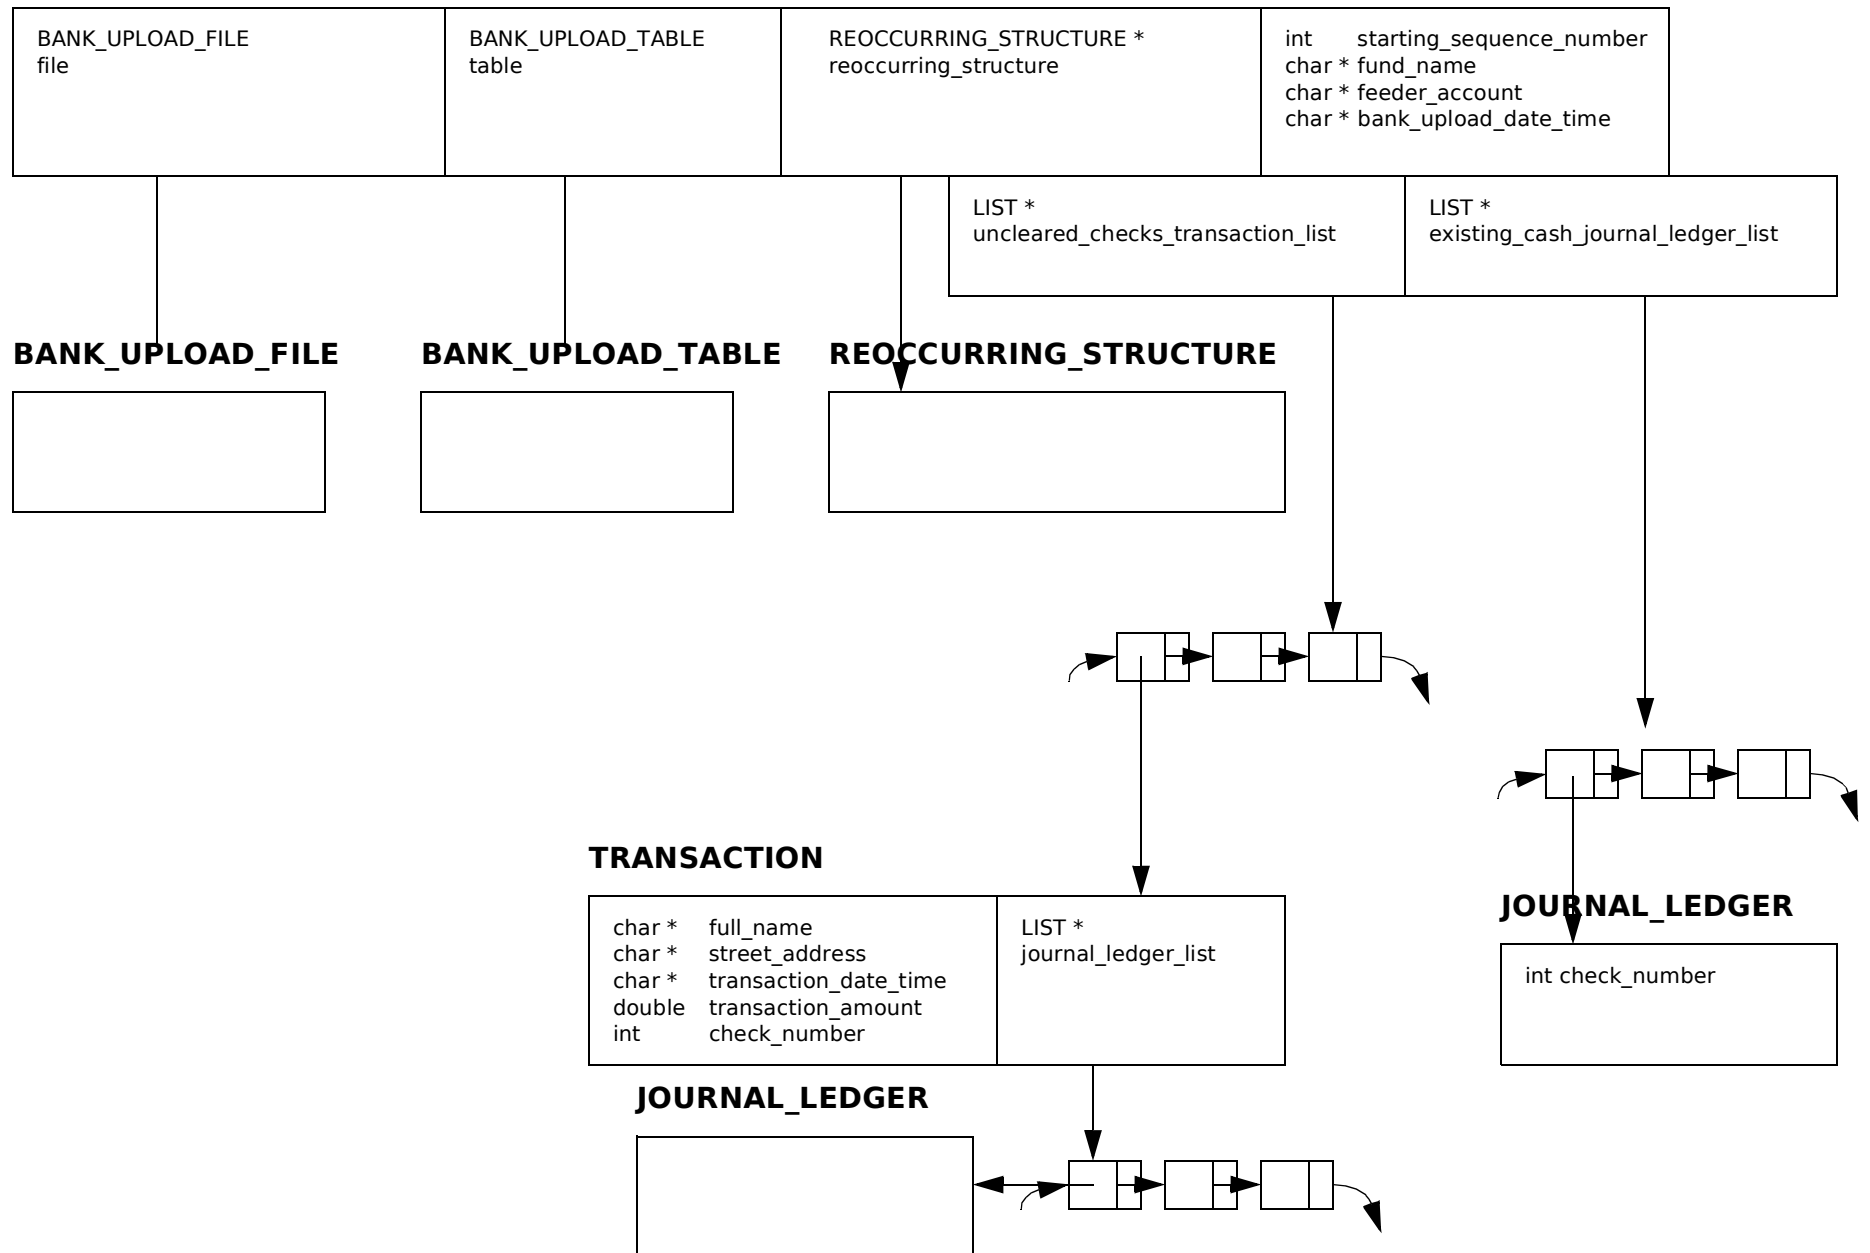 BANK_UPLOAD_FILE
file
BANK_UPLOAD_TABLE
table
REOCCURRING_STRUCTURE *
reoccurring_structure
int starting_sequence_number
char * fund_name
char * feeder_account
char * bank_upload_date_time
LIST *
uncleared_checks_transaction_list
LIST *
existing_cash_journal_ledger_list
BANK_UPLOAD_FILE
BANK_UPLOAD_TABLE
REOCCURRING_STRUCTURE
TRANSACTION
char * full_name
char * street_address
char * transaction_date_time
double transaction_amount
int check_number
LIST *
journal_ledger_list
JOURNAL_LEDGER
int check_number
JOURNAL_LEDGER